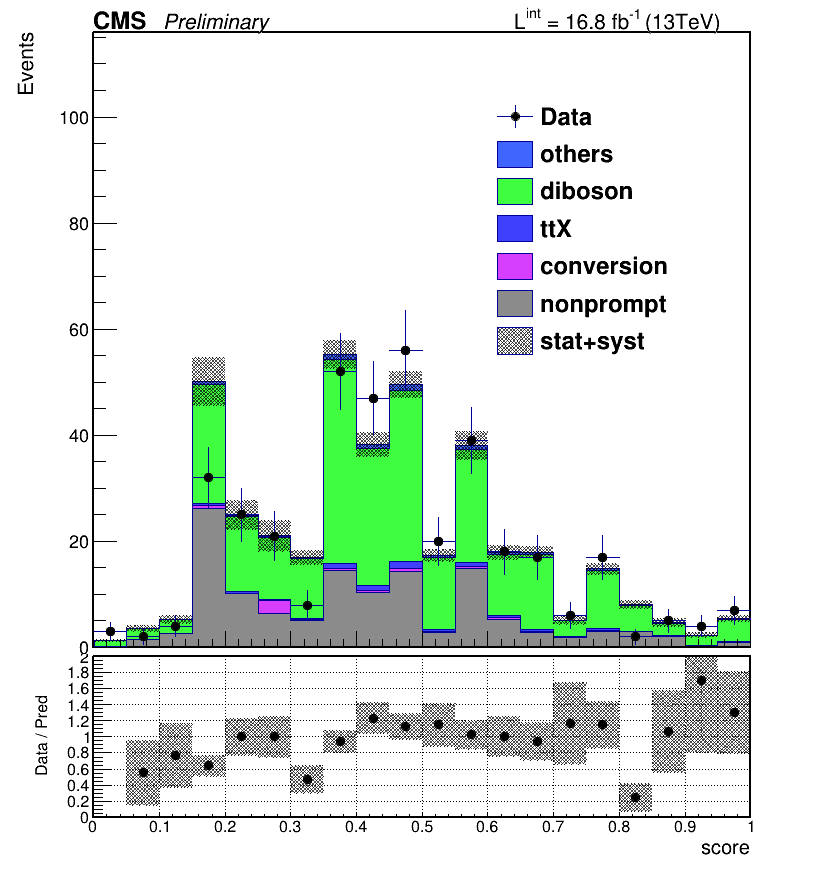 CMS Preliminary L^int = 16.8 fb^-1 (13TeV)
Events
100
80
60
40
20
0
Data
others
diboson
ttX
conversion
nonprompt
stat+syst
Data / Pred
2
1.8
1.6
1.4
1.2
1
0.8
0.6
0.4
0.2
0
0 0.1 0.2 0.3 0.4 0.5 0.6 0.7 0.8 0.9 1
score